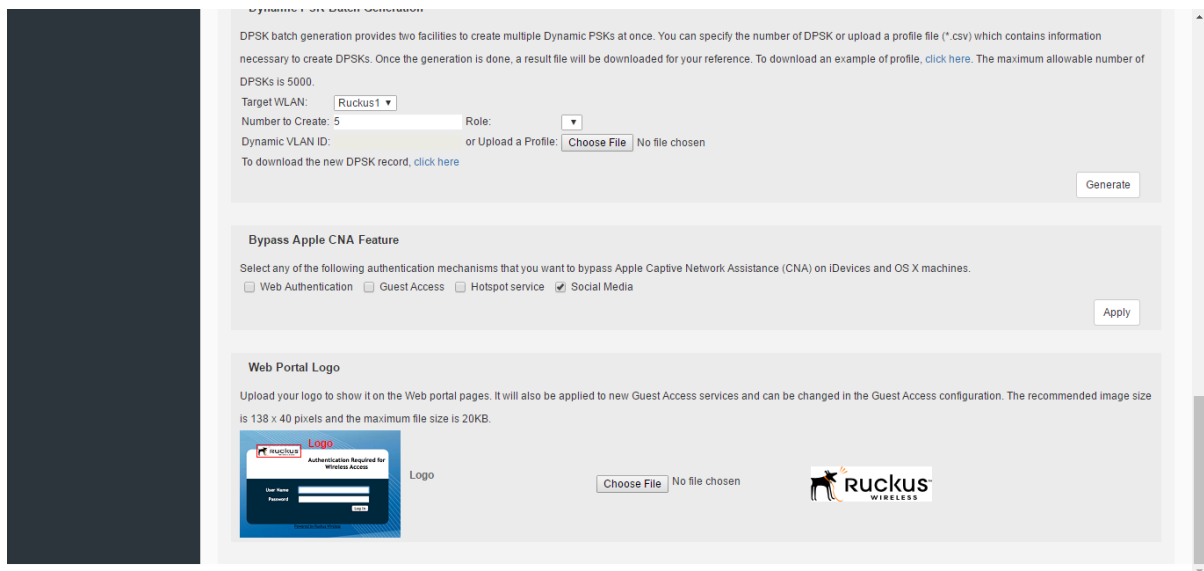 Dynamic PSK Batch Generation
DPSK batch generation provides two facilities to create multiple Dynamic PSKs at once. You can specify the number of DPSK or upload a profile file (*.csv) which contains information
necessary to create DPSKs. Once the generation is done, a result file will be downloaded for your reference. To download an example of profile, click here. The maximum allowable number of
DPSKs is 5000.
Target WLAN: Ruckus1
Number to Create: 5 Role:
Dynamic VLAN ID: or Upload a Profile: Choose File No file chosen
To download the new DPSK record, click here
Generate
Bypass Apple CNA Feature
Select any of the following authentication mechanisms that you want to bypass Apple Captive Network Assistance (CNA) on iDevices and OS X machines.
Web Authentication Guest Access Hotspot service Social Media
Apply
Web Portal Logo
Upload your logo to show it on the Web portal pages. It will also be applied to new Guest Access services and can be changed in the Guest Access configuration. The recommended image size
is 138 x 40 pixels and the maximum file size is 20KB.
Logo
Ruckus
Authentication Required for
Wireless Access
User Name
Password
Log In
Logo
Choose File No file chosen
Ruckus
WIRELESS